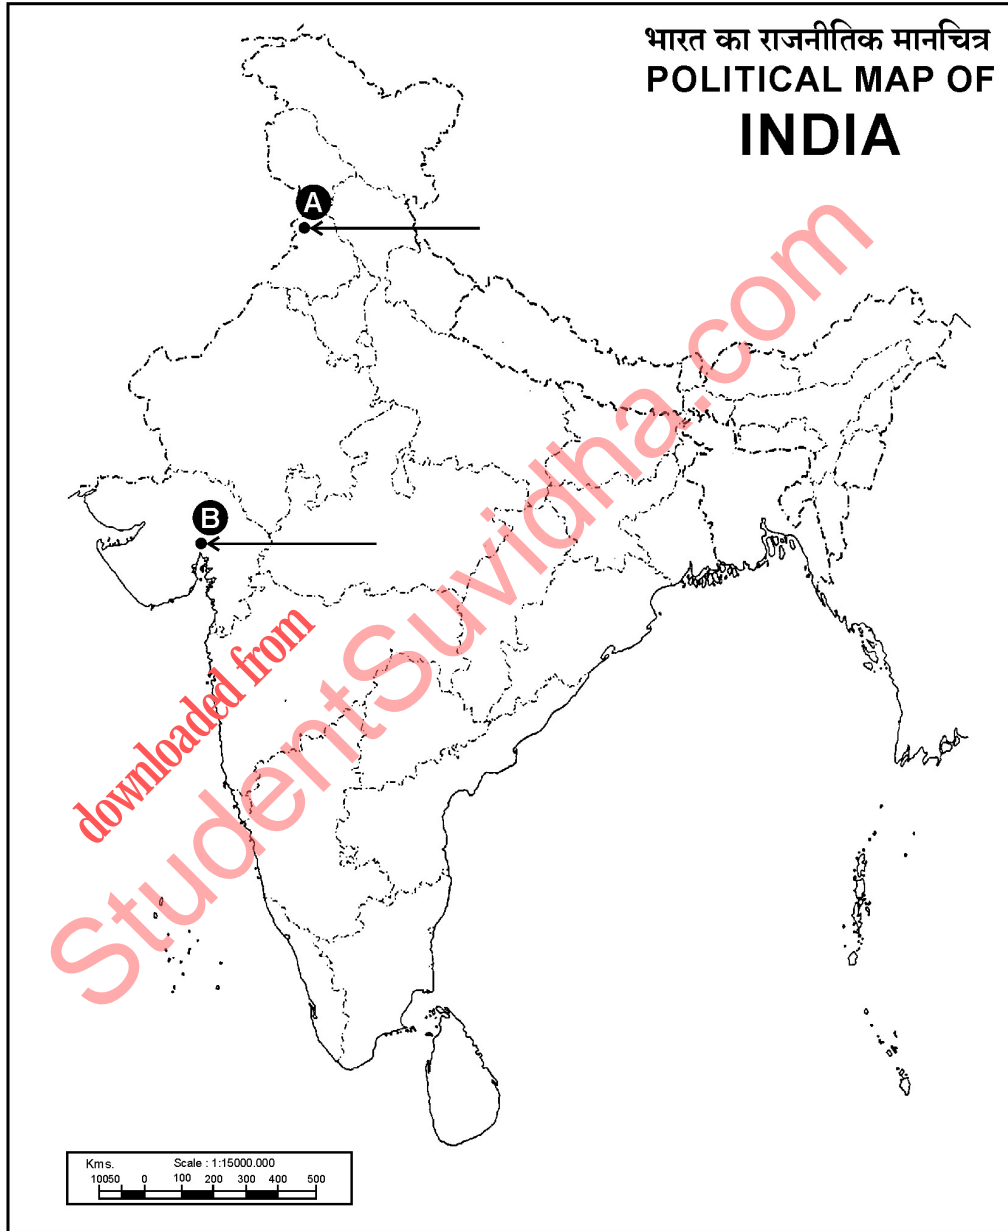 भारत का राजनीतिक मानचित्र
POLITICAL MAP OF
INDIA
A
B
downloaded from
StudentSuvidha.com
Kms.
Scale : 1:15000.000
10050 0 100 200 300 400 500